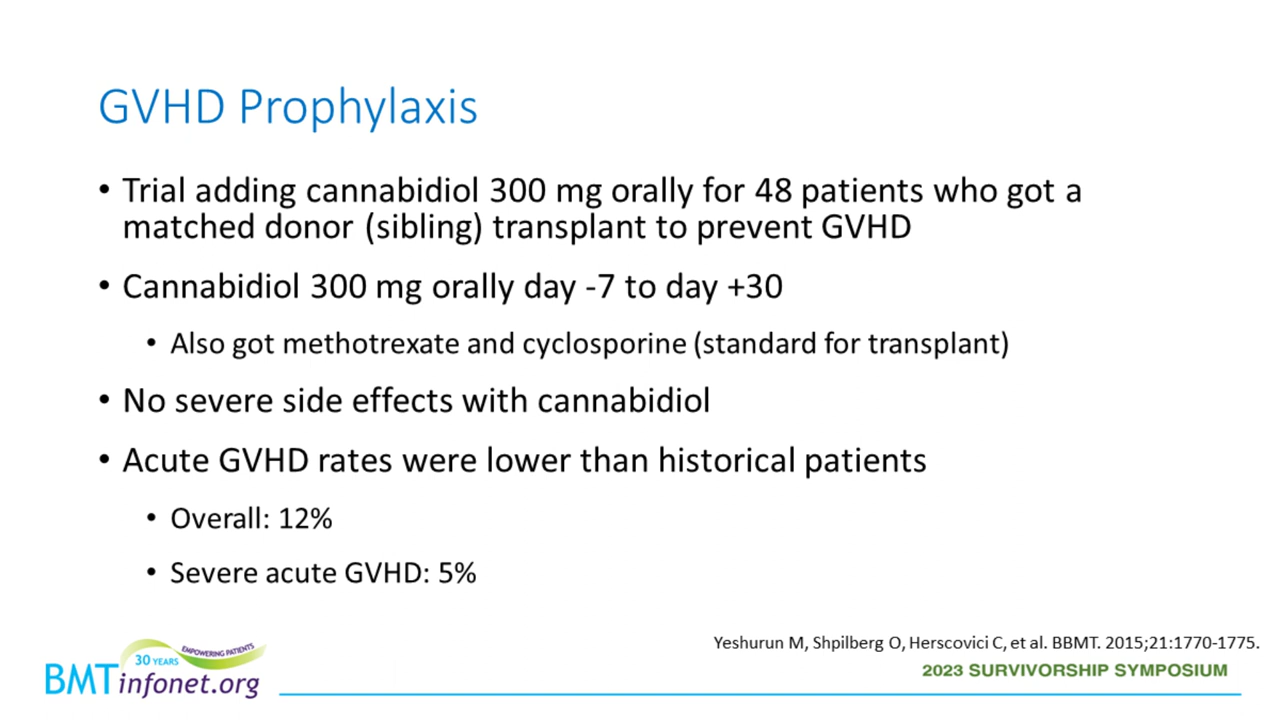 GVHD Prophylaxis
• Trial adding cannabidiol 300 mg orally for 48 patients who got a
matched donor (sibling) transplant to prevent GVHD
• Cannabidiol 300 mg orally day -7 to day +30
• Also got methotrexate and cyclosporine (standard for transplant)
• No severe side effects with cannabidiol
• Acute GVHD rates were lower than historical patients
• Overall: 12%
• Severe acute GVHD: 5%
Yeshurun M, Shpilberg O, Herscovici C, et al. BBMT. 2015;21:1770-1775.
2023 SURVIVORSHIP SYMPOSIUM
30 YEARS
EMPOWERING PATIENTS
BMTinfonet.org